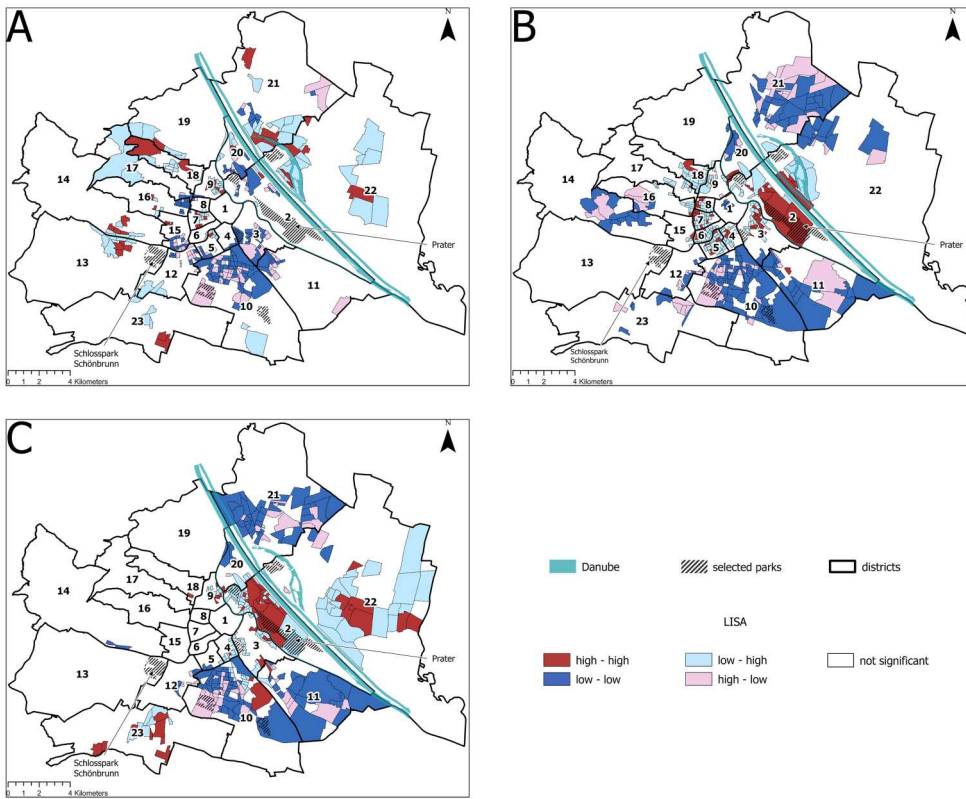 A
N
21
19
20
17
18
14
9
16
8
1
22
2
7
15
6
4
3
Prater
5
13
12
11
10
23
Schlosspark
Schönbrunn
0 1 2 4 Kilometers
B
N
21
19
20
17
18
9
14
16
8
1
22
7
2
15
6
4
3
Prater
5
13
12
11
10
23
Schlosspark
Schönbrunn
0 1 2 4 Kilometers
C
N
21
19
20
17
18
9
14
22
16
8
1
7
2
15
6
4
3
Prater
5
13
12
11
10
23
Schlosspark
Schönbrunn
0 1 2 4 Kilometers
Danube
selected parks
districts
LISA
high - high
low - high
not significant
low - low
high - low